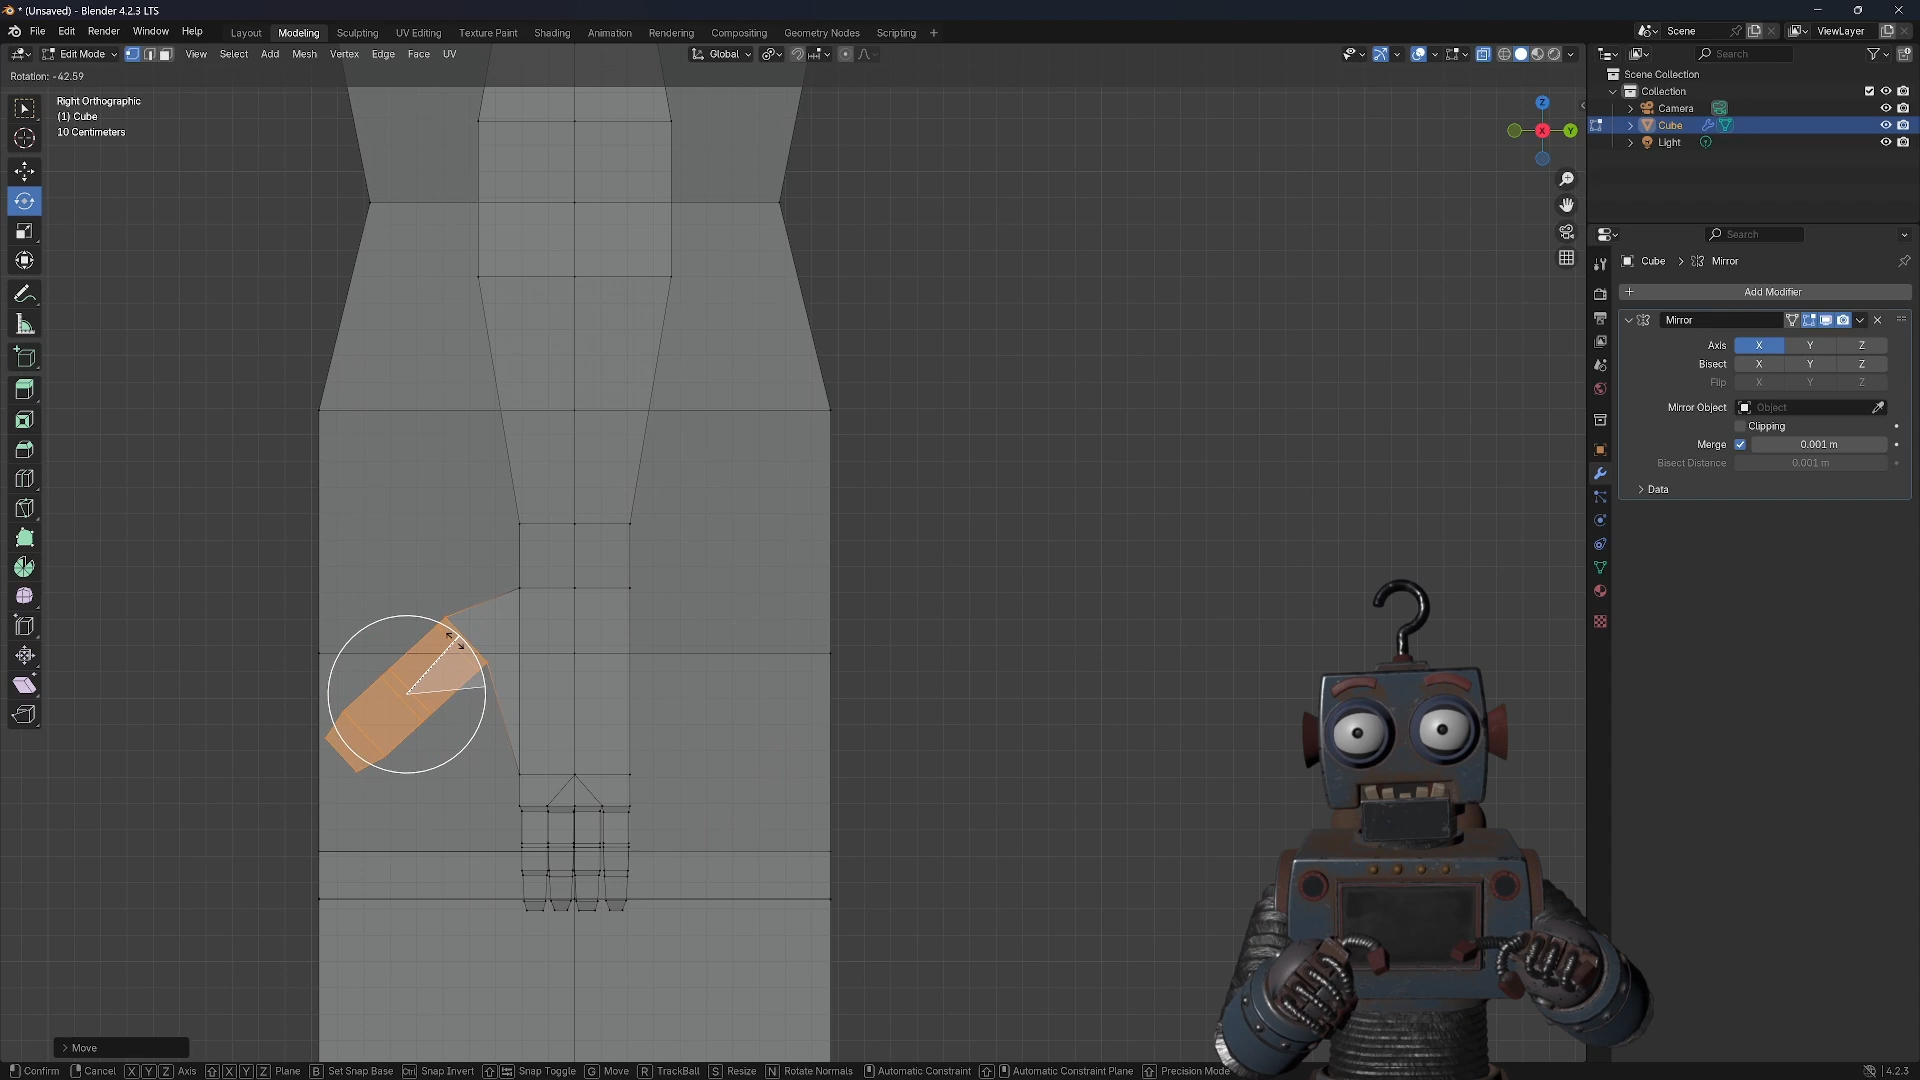 * (Unsaved) - Blender 4.2.3 LTS
File Edit Render Window Help
Layout Modeling Sculpting UV Editing Texture Paint Shading Animation Rendering Compositing Geometry Nodes Scripting +
Scene
ViewLayer
Edit Mode
View Select Add Mesh Vertex Edge Face UV
Global
Search
Rotation: -42.59
Right Orthographic
(1) Cube
10 Centimeters
Z
X
Y
Scene Collection
Collection
Camera
Cube
Light
Search
Cube > Mirror
+ Add Modifier
Mirror
Axis X Y Z
Bisect X Y Z
Flip X Y Z
Mirror Object Object
Clipping
Merge 0.001 m
Bisect Distance 0.001 m
> Data
> Move
Confirm Cancel X Y Z Axis X Y Z Plane B Set Snap Base Ctrl Snap Invert Snap Toggle G Move R TrackBall S Resize N Rotate Normals Automatic Constraint Automatic Constraint Plane Precision Mode
4.2.3